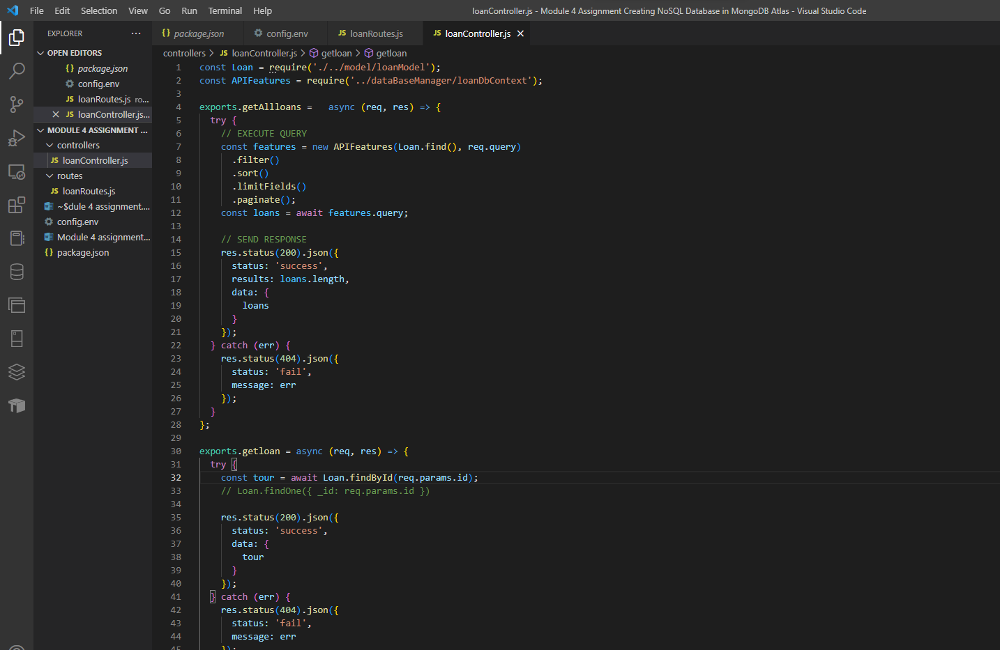 File Edit Selection View Go Run Terminal Help
loanController.js - Module 4 Assignment Creating NoSQL Database in MongoDB Atlas - Visual Studio Code
EXPLORER ···
OPEN EDITORS
{} package.json
config.env
JS loanRoutes.js ro...
JS loanController.js...
MODULE 4 ASSIGNMENT ...
controllers
JS loanController.js
routes
JS loanRoutes.js
~$dule 4 assignment....
config.env
Module 4 assignment...
{} package.json
{} package.json
config.env
JS loanRoutes.js
JS loanController.js
controllers > JS loanController.js > getloan > getloan
1 const Loan = require('./../model/loanModel');
2 const APIFeatures = require('../dataBaseManager/loanDbContext');
3
4 exports.getAllloans =   async (req, res) => {
5   try {
6     // EXECUTE QUERY
7     const features = new APIFeatures(Loan.find(), req.query)
8       .filter()
9       .sort()
10       .limitFields()
11       .paginate();
12     const loans = await features.query;
13
14     // SEND RESPONSE
15     res.status(200).json({
16       status: 'success',
17       results: loans.length,
18       data: {
19         loans
20       }
21     });
22   } catch (err) {
23     res.status(404).json({
24       status: 'fail',
25       message: err
26     });
27   }
28 };
29
30 exports.getloan = async (req, res) => {
31   try {
32     const tour = await Loan.findById(req.params.id);
33     // Loan.findOne({ _id: req.params.id })
34
35     res.status(200).json({
36       status: 'success',
37       data: {
38         tour
39       }
40     });
41   } catch (err) {
42     res.status(404).json({
43       status: 'fail',
44       message: err
45     });